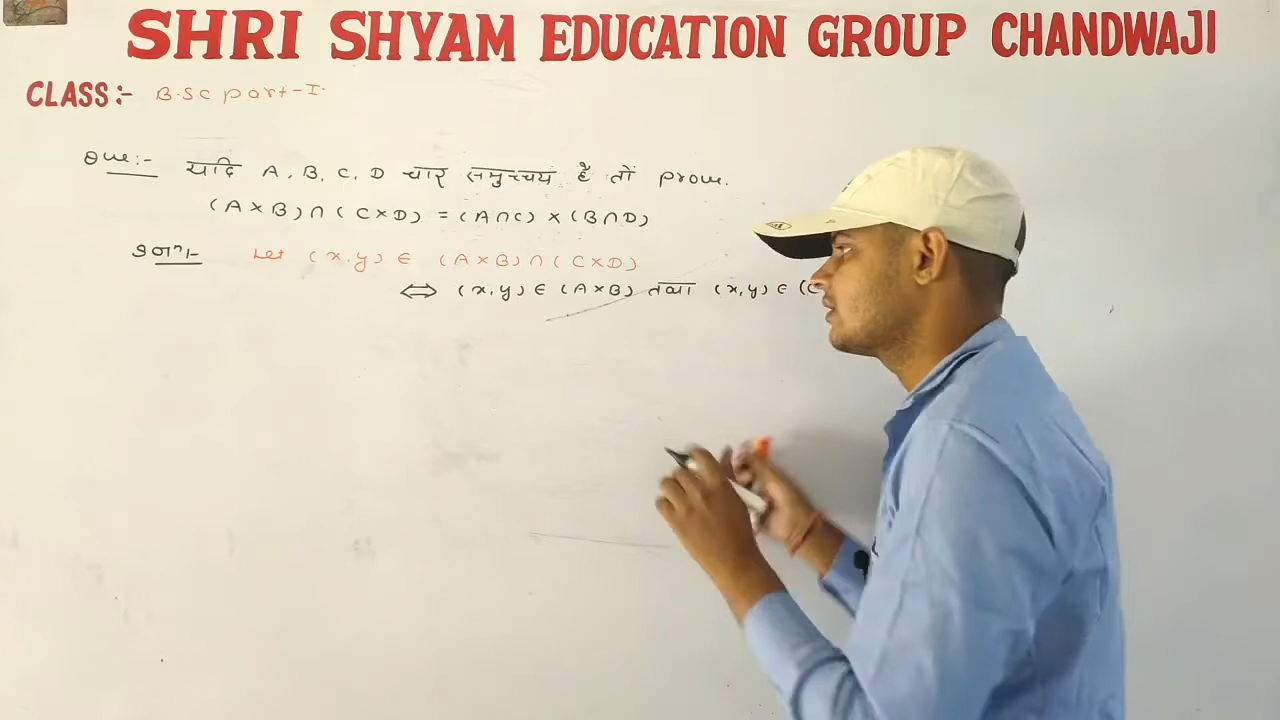 SHRI SHYAM EDUCATION GROUP CHANDWAJI
CLASS:- B.SC part-I.
Que:- यदि A, B, C, D चार समुच्चय है तो prove.
(A×B)∩(C×D) = (A∩C)×(B∩D)
हल:- Let (x,y) ∈ (A×B)∩(C×D)
⇔ (x,y) ∈ (A×B) तथा (x,y) ∈ (C